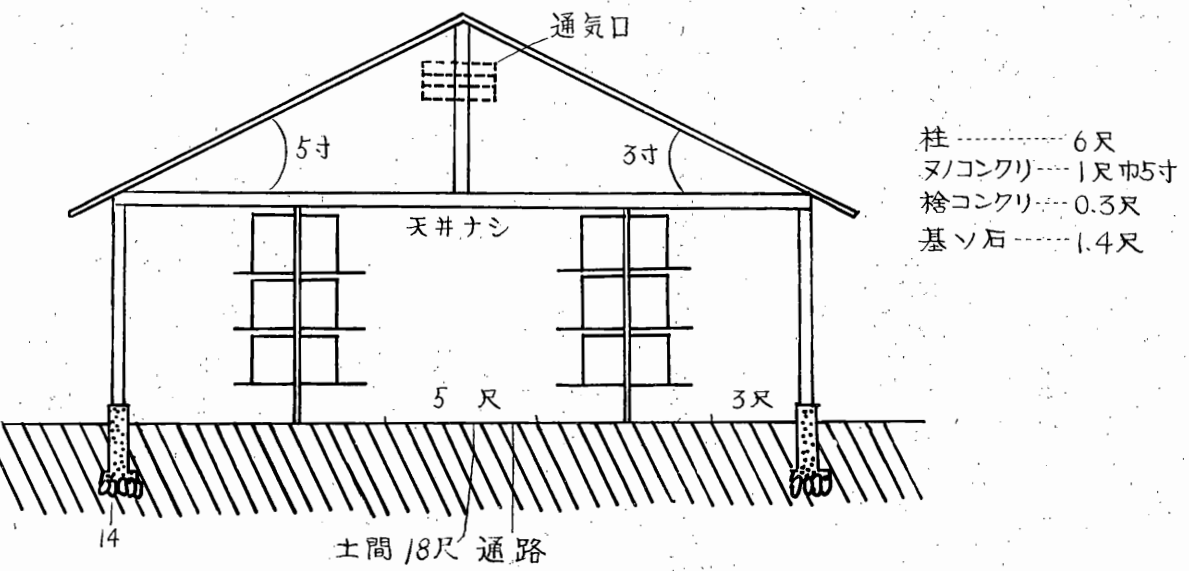 通気口
5寸
3寸
柱 ………… 6尺
ヌノコンクリ…… 1尺巾5寸
捨コンクリ…… 0.3尺
基ソ石 …… 1.4尺
天井ナシ
5 尺
3尺
14
土間 18尺 通路